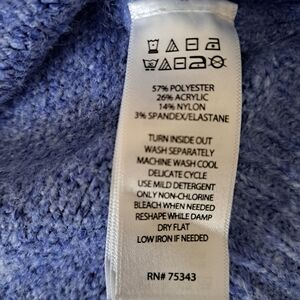 57% POLYESTER
26% ACRYLIC
14% NYLON
3% SPANDEX/ELASTANE
TURN INSIDE OUT
WASH SEPARATELY
MACHINE WASH COOL
DELICATE CYCLE
USE MILD DETERGENT
ONLY NON-CHLORINE
BLEACH WHEN NEEDED
RESHAPE WHILE DAMP
DRY FLAT
LOW IRON IF NEEDED
RN# 75343